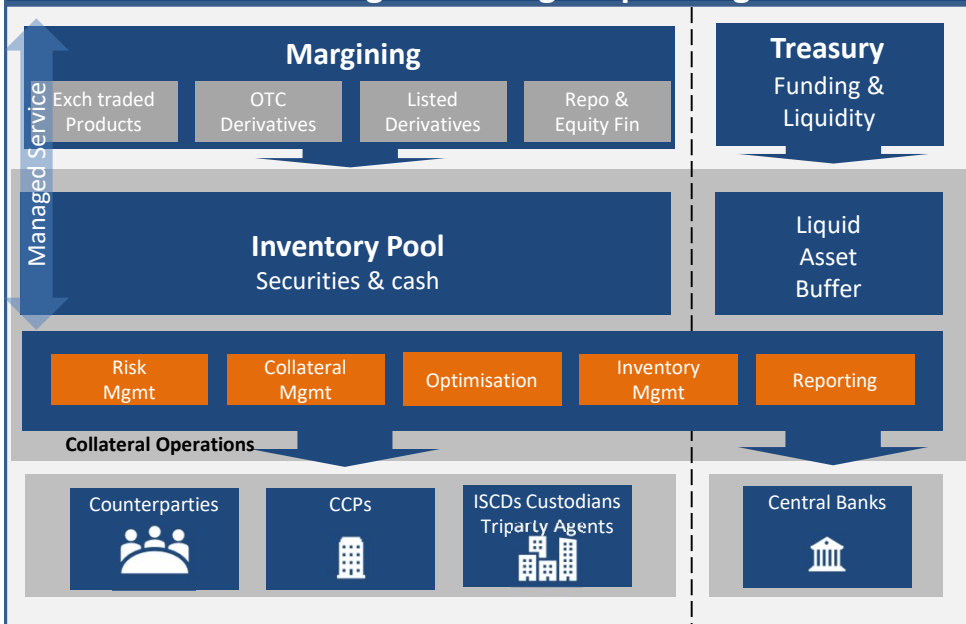 Margining
Exch traded
Products
OTC
Derivatives
Listed
Derivatives
Repo &
Equity Fin
Treasury
Funding &
Liquidity
Managed Service
Inventory Pool
Securities & cash
Liquid
Asset
Buffer
Risk
Mgmt
Collateral
Mgmt
Optimisation
Inventory
Mgmt
Reporting
Collateral Operations
Counterparties
CCPs
ISCDs Custodians
Triparty Agents
Central Banks